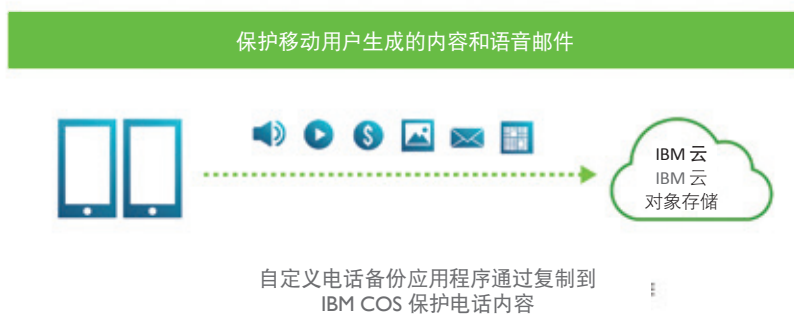 保护移动用户生成的内容和语音邮件
IBM 云
IBM 云
对象存储
自定义电话备份应用程序通过复制到
IBM COS 保护电话内容